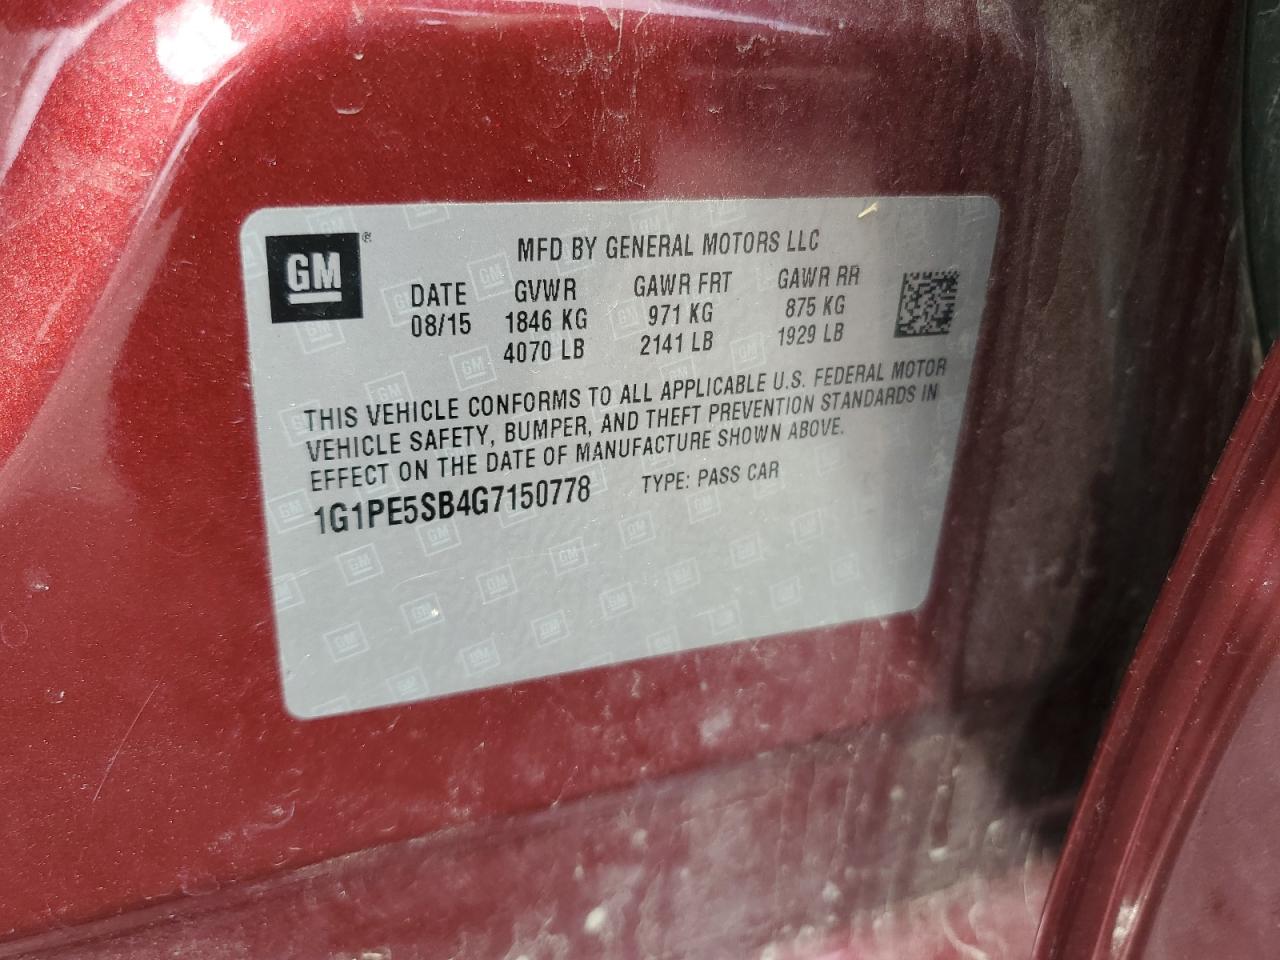 GM ®
MFD BY GENERAL MOTORS LLC
DATE GVWR GAWR FRT GAWR RR
08/15 1846 KG 971 KG 875 KG
4070 LB 2141 LB 1929 LB
THIS VEHICLE CONFORMS TO ALL APPLICABLE U.S. FEDERAL MOTOR
VEHICLE SAFETY, BUMPER, AND THEFT PREVENTION STANDARDS IN
EFFECT ON THE DATE OF MANUFACTURE SHOWN ABOVE.
1G1PE5SB4G7150778 TYPE: PASS CAR